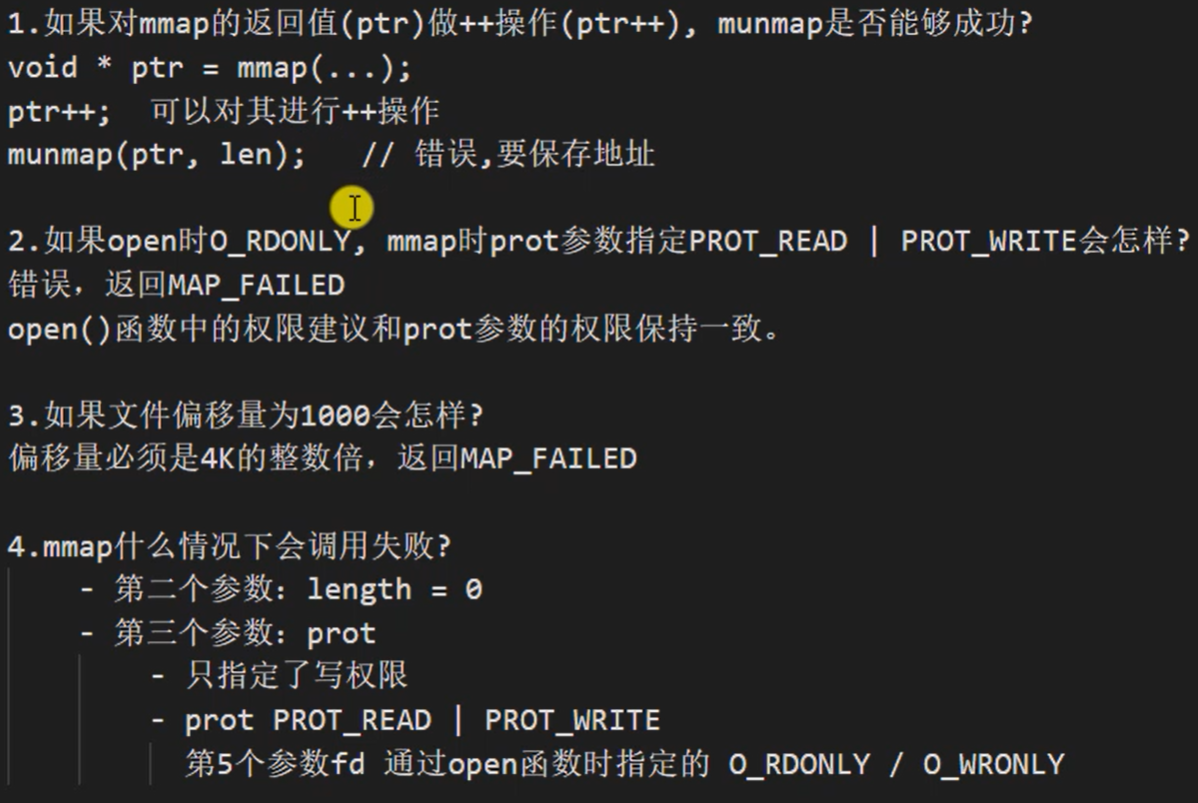 1.如果对mmap的返回值(ptr)做++操作(ptr++), munmap是否能够成功?
void * ptr = mmap(...);
ptr++;  可以对其进行++操作
munmap(ptr, len);   // 错误,要保存地址
2.如果open时O_RDONLY, mmap时prot参数指定PROT_READ | PROT_WRITE会怎样?
错误，返回MAP_FAILED
open()函数中的权限建议和prot参数的权限保持一致。
3.如果文件偏移量为1000会怎样?
偏移量必须是4K的整数倍，返回MAP_FAILED
4.mmap什么情况下会调用失败?
- 第二个参数：length = 0
- 第三个参数：prot
- 只指定了写权限
- prot PROT_READ | PROT_WRITE
第5个参数fd 通过open函数时指定的 O_RDONLY / O_WRONLY